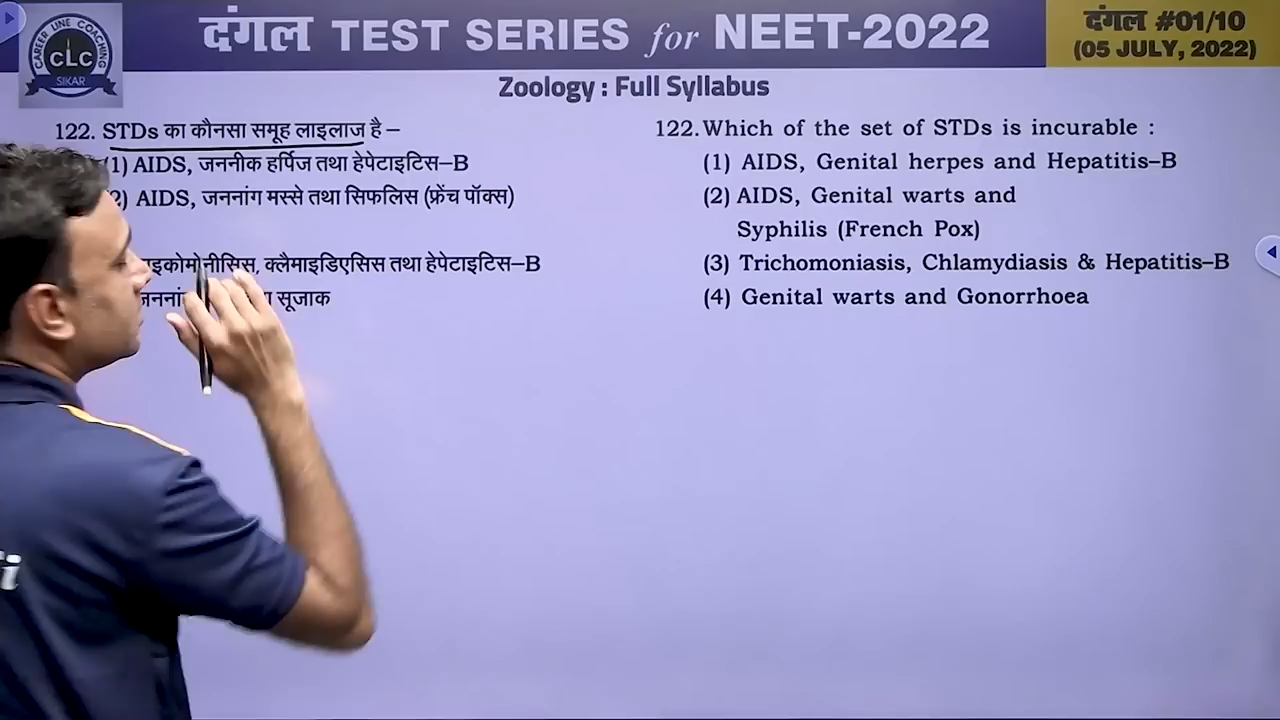 दंगल TEST SERIES for NEET-2022
दंगल #01/10
(05 JULY, 2022)
CAREER LINE COACHING
CLC
SIKAR
Zoology : Full Syllabus
122. STDs का कौनसा समूह लाइलाज है –
(1) AIDS, जननीक हर्पिज तथा हेपेटाइटिस–B
2) AIDS, जननांग मस्से तथा सिफलिस (फ्रेंच पॉक्स)
क्लैमाइडिएसिस तथा हेपेटाइटिस–B
सूजाक
122. Which of the set of STDs is incurable :
(1) AIDS, Genital herpes and Hepatitis–B
(2) AIDS, Genital warts and
Syphilis (French Pox)
(3) Trichomoniasis, Chlamydiasis & Hepatitis–B
(4) Genital warts and Gonorrhoea